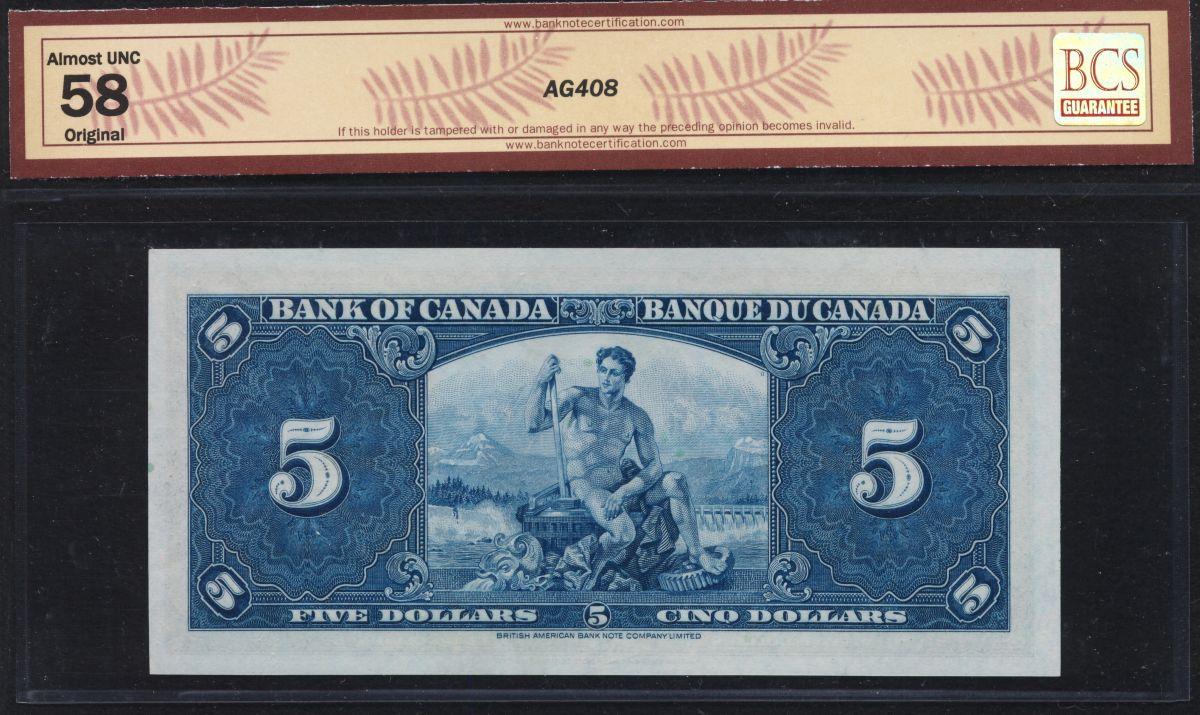 www.banknotecertification.com
Almost UNC
58
Original
AG408
BCS
GUARANTEE
If this holder is tampered with or damaged in any way the preceding opinion becomes invalid.
www.banknotecertification.com
BANK OF CANADA BANQUE DU CANADA
5 5
5 5
5 5
FIVE DOLLARS 5 CINQ DOLLARS
BRITISH AMERICAN BANK NOTE COMPANY LIMITED